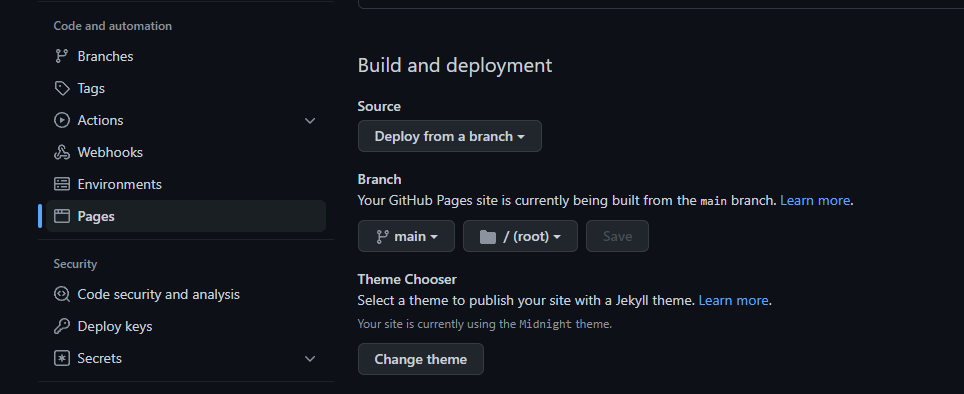 Code and automation
Branches
Tags
Actions
Webhooks
Environments
Pages
Security
Code security and analysis
Deploy keys
Secrets
Build and deployment
Source
Deploy from a branch
Branch
Your GitHub Pages site is currently being built from the main branch. Learn more.
main
/ (root)
Save
Theme Chooser
Select a theme to publish your site with a Jekyll theme. Learn more.
Your site is currently using the Midnight theme.
Change theme